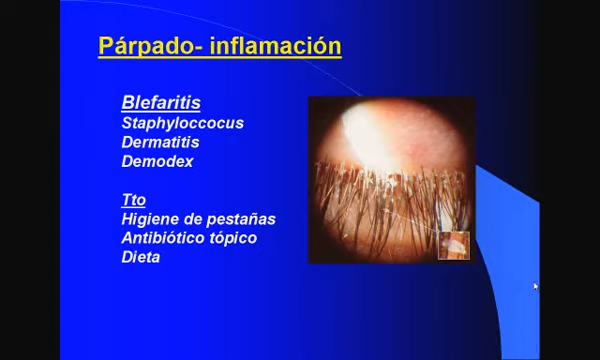 Párpado- inflamación
Blefaritis
Staphyloccocus
Dermatitis
Demodex
Tto
Higiene de pestañas
Antibiótico tópico
Dieta